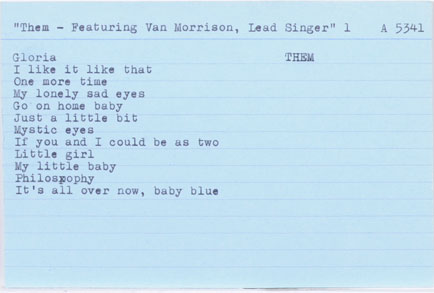 "Them - Featuring Van Morrison, Lead Singer" 1 A 5341
Gloria THEM
I like it like that
One more time
My lonely sad eyes
Go on home baby
Just a little bit
Mystic eyes
If you and I could be as two
Little girl
My little baby
Philospophy
It's all over now, baby blue